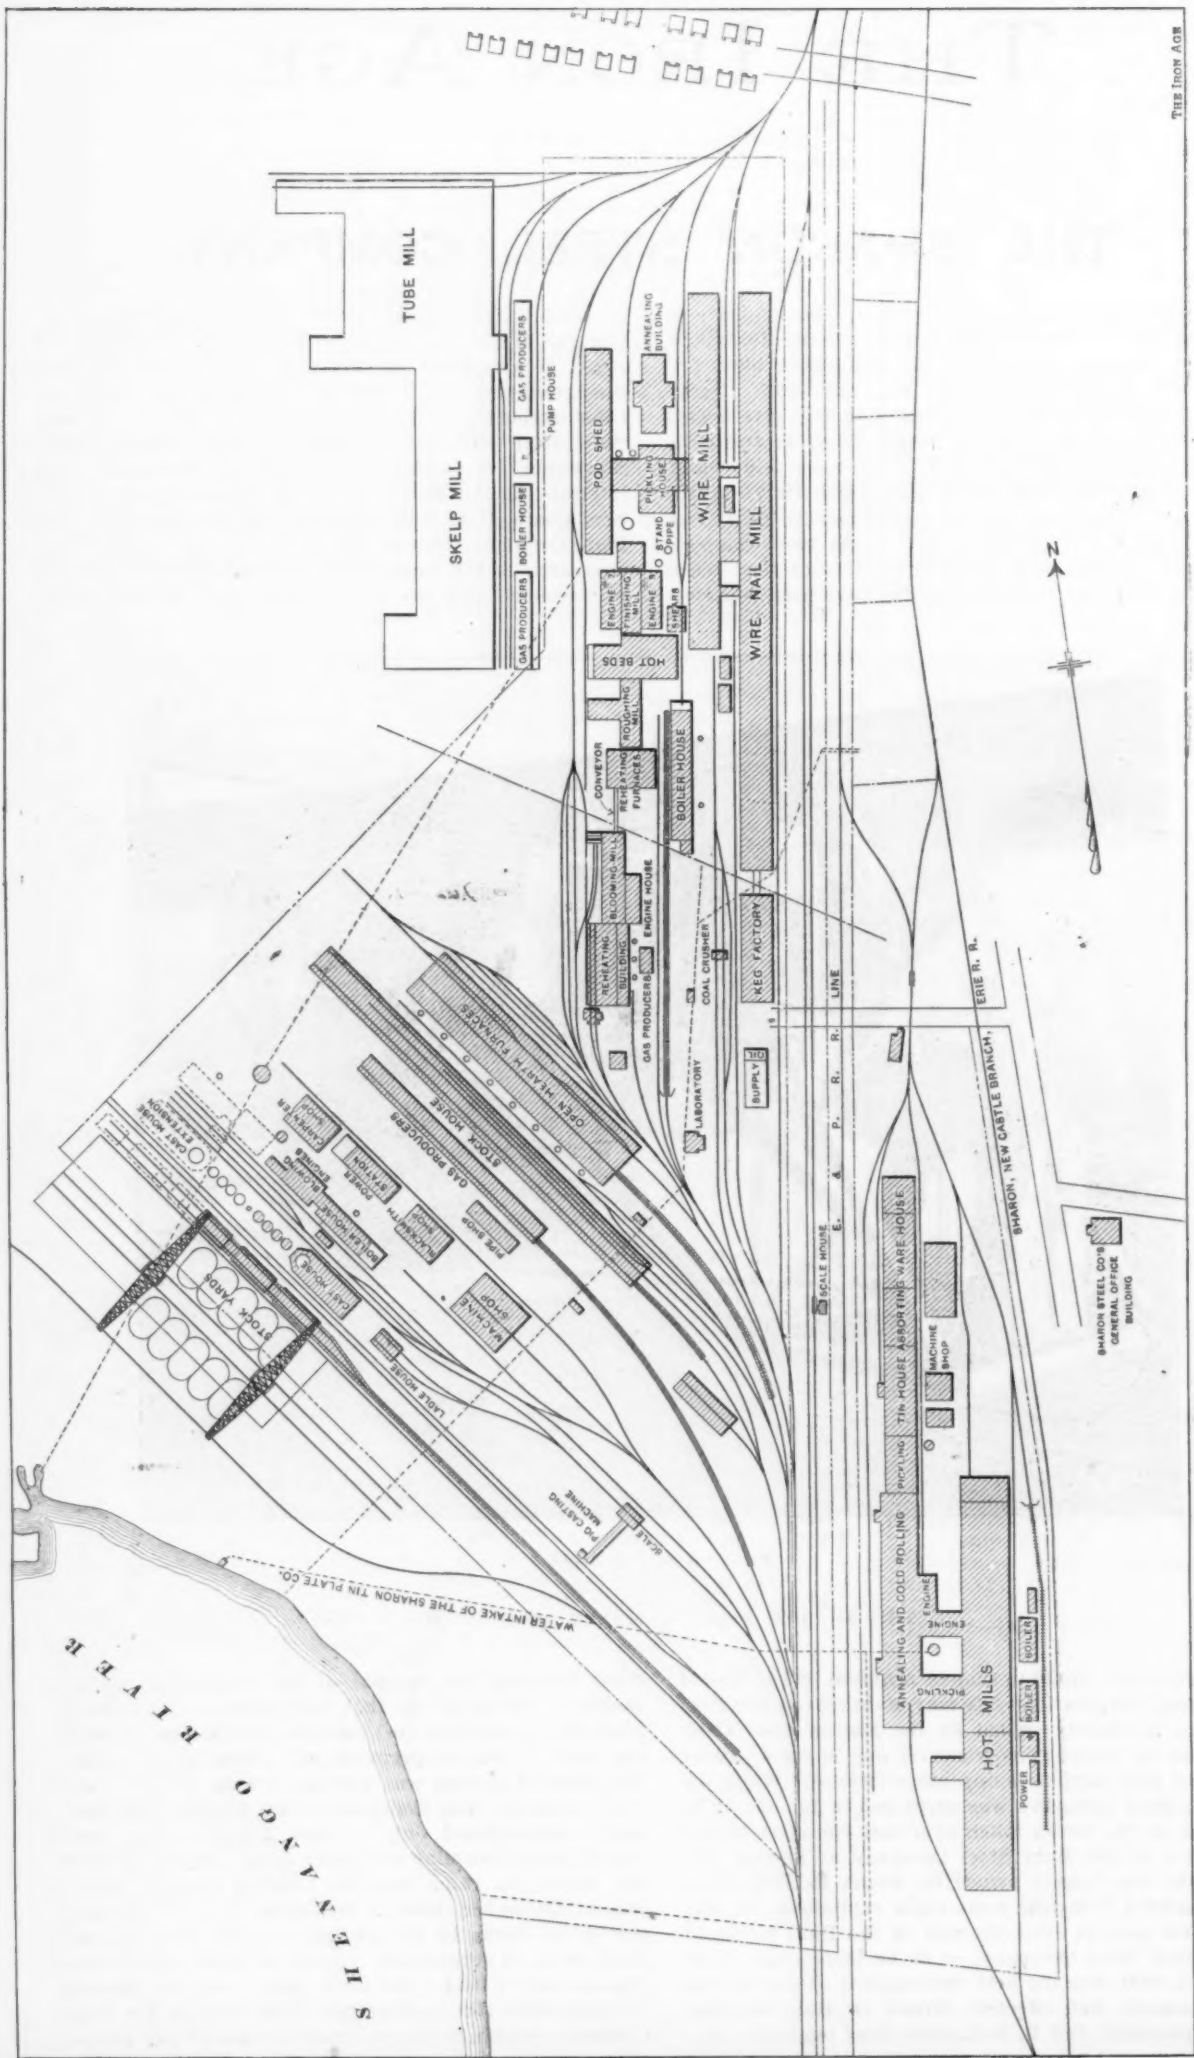 THE IRON AGE
TUBE MILL
SKELP MILL
GAS PRODUCERS
PUMP HOUSE
P
BOILER HOUSE
GAS PRODUCERS
ANNEALING
BUILDING
POD SHED
PICKLING
HOUSE
WIRE MILL
WIRE NAIL MILL
STAND
PIPE
ENGINE
FINISHING
MILL
ENGINE
SHEARS
HOT BEDS
ROUGHING
MILL
CONVEYOR
REHEATING
FURNACES
BOILER HOUSE
BLOOMING MILL
ENGINE HOUSE
REHEATING
BUILDING
GAS PRODUCERS
COAL CRUSHER
KEG FACTORY
LABORATORY
SUPPLY
OIL
N
OPEN HEARTH FURNACES
STOCK HOUSE
GAS PRODUCERS
CARPENTER
SHOP
POWER
STATION
BLACKSMITH
SHOP
PIPE SHOP
MACHINE
SHOP
CAST HOUSE
EXTENSION
BLOWING
ENGINES
BOILER HOUSE
CAST
HOUSE
STOCK YARDS
LADLE HOUSE
PIG CASTING
MACHINE
SCALE
WATER INTAKE OF THE SHARON TIN PLATE CO.
SHENANGO RIVER
E. & P. R. R. LINE
SCALE HOUSE
SHARON, NEW CASTLE BRANCH, ERIE R. R.
SHARON STEEL CO'S
GENERAL OFFICE
BUILDING
TIN HOUSE ASSORTING WARE HOUSE
MACHINE
SHOP
PICKLING
ANNEALING AND COLD ROLLING
ENGINE
ENGINE
PICKLING
HOT MILLS
BOILER
BOILER
POWER